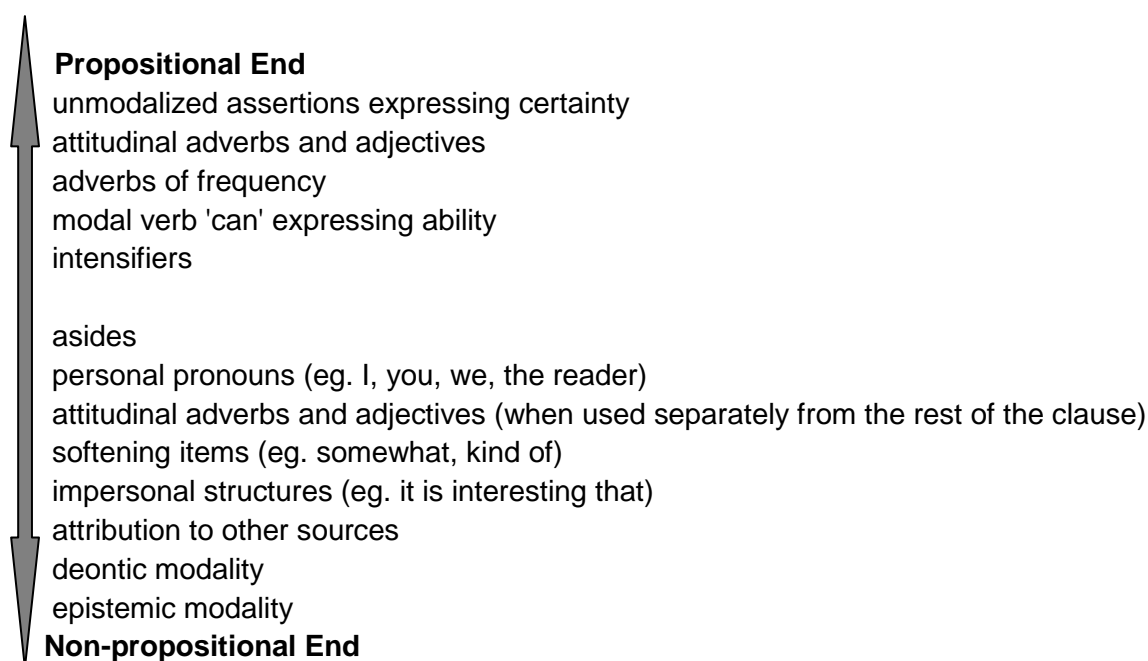 Propositional End
unmodalized assertions expressing certainty
attitudinal adverbs and adjectives
adverbs of frequency
modal verb 'can' expressing ability
intensifiers
asides
personal pronouns (eg. I, you, we, the reader)
attitudinal adverbs and adjectives (when used separately from the rest of the clause)
softening items (eg. somewhat, kind of)
impersonal structures (eg. it is interesting that)
attribution to other sources
deontic modality
epistemic modality
Non-propositional End